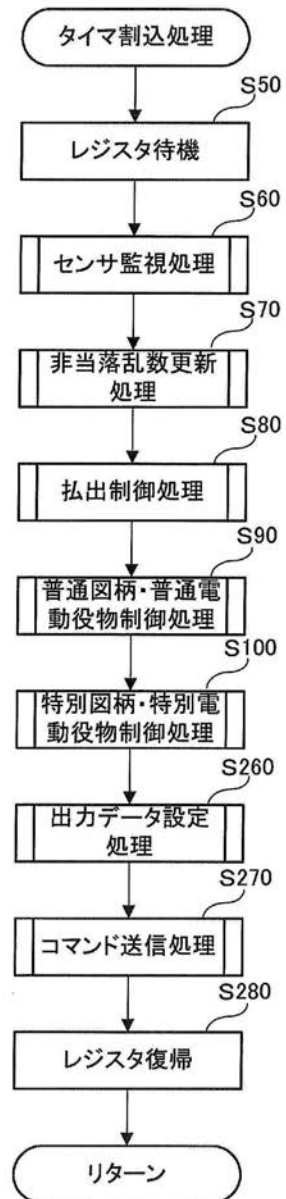 タイマ割込処理
S50
レジスタ待機
S60
センサ監視処理
S70
非当落乱数更新
処理
S80
払出制御処理
S90
普通図柄・普通電
動役物制御処理
S100
特別図柄・特別電
動役物制御処理
S260
出力データ設定
処理
S270
コマンド送信処理
S280
レジスタ復帰
リターン